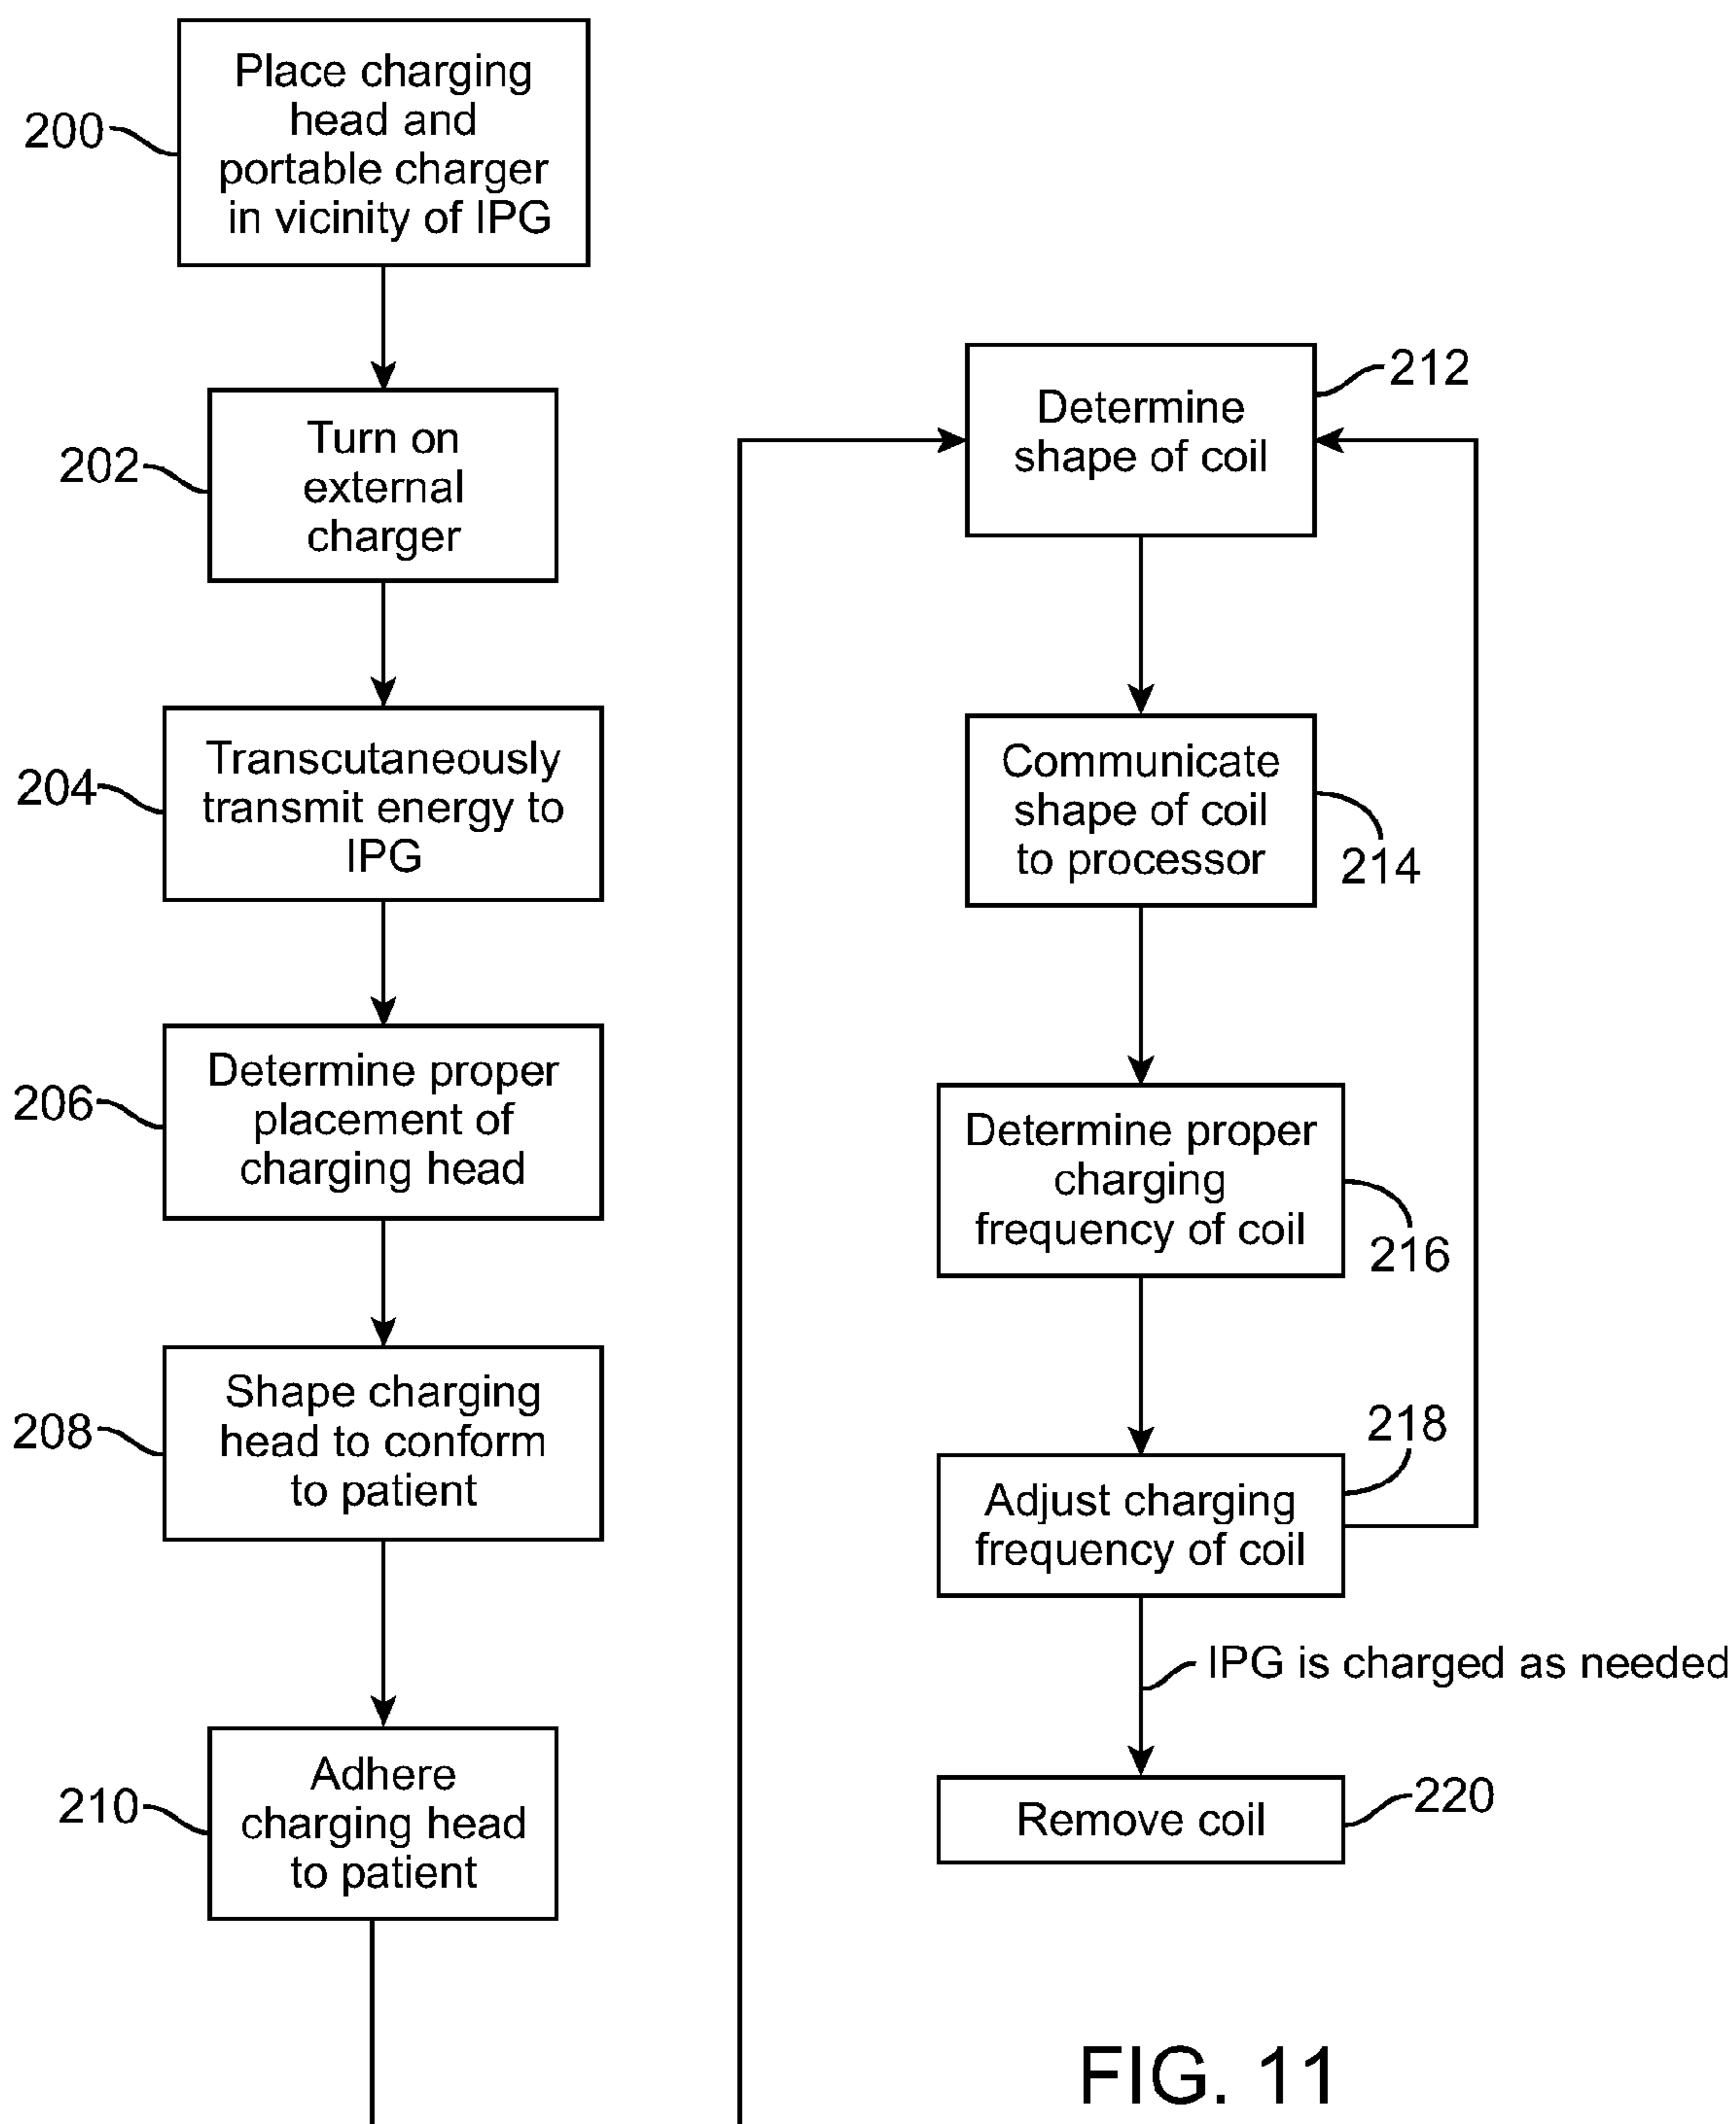 200
Place charging
head and
portable charger
in vicinity of IPG
202
Turn on
external
charger
204
Transcutaneously
transmit energy to
IPG
206
Determine proper
placement of
charging head
208
Shape charging
head to conform
to patient
210
Adhere
charging head
to patient
Determine
shape of coil
212
Communicate
shape of coil
to processor
214
Determine proper
charging
frequency of coil
216
218
Adjust charging
frequency of coil
IPG is charged as needed
Remove coil
220
FIG. 11